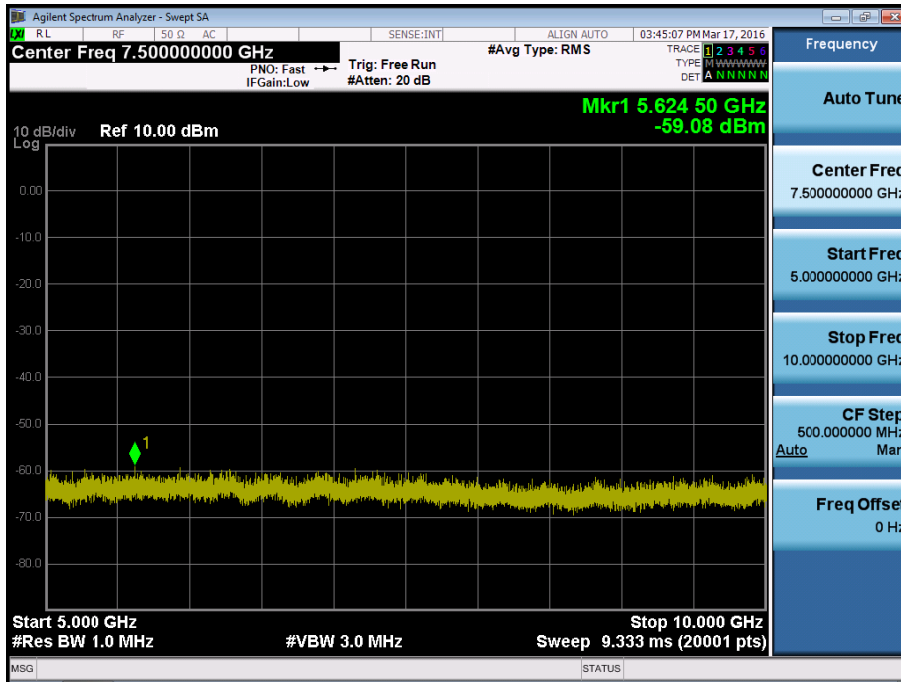 Agilent Spectrum Analyzer - Swept SA
LXI RL RF 50 Ω AC SENSE:INT ALIGN AUTO 03:45:07 PM Mar 17, 2016
Center Freq 7.500000000 GHz
PNO: Fast
IFGain:Low
Trig: Free Run
#Atten: 20 dB
#Avg Type: RMS
TRACE 1 2 3 4 5 6
TYPE M WWWWW
DET A N N N N N
Mkr1 5.624 50 GHz
-59.08 dBm
10 dB/div Ref 10.00 dBm
Log
0.00
-10.0
-20.0
-30.0
-40.0
-50.0
-60.0
-70.0
-80.0
1
Start 5.000 GHz Stop 10.000 GHz
#Res BW 1.0 MHz #VBW 3.0 MHz Sweep 9.333 ms (20001 pts)
MSG STATUS
Frequency
Auto Tune
Center Freq
7.500000000 GHz
Start Freq
5.000000000 GHz
Stop Freq
10.000000000 GHz
CF Step
500.000000 MHz
Auto Man
Freq Offset
0 Hz